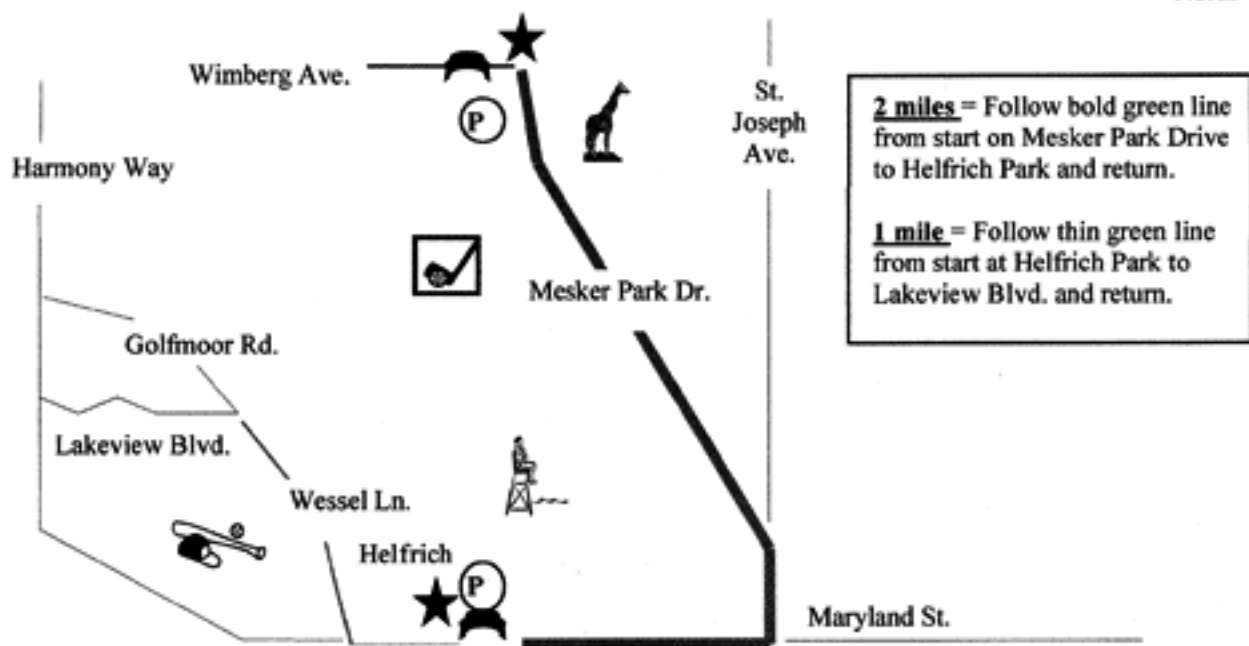 Wimberg Ave.
P
St.
Joseph
Ave.
Harmony Way
2 miles = Follow bold green line
from start on Mesker Park Drive
to Helfrich Park and return.
1 mile = Follow thin green line
from start at Helfrich Park to
Lakeview Blvd. and return.
Mesker Park Dr.
Golfmoor Rd.
Lakeview Blvd.
Wessel Ln.
Helfrich
P
Maryland St.